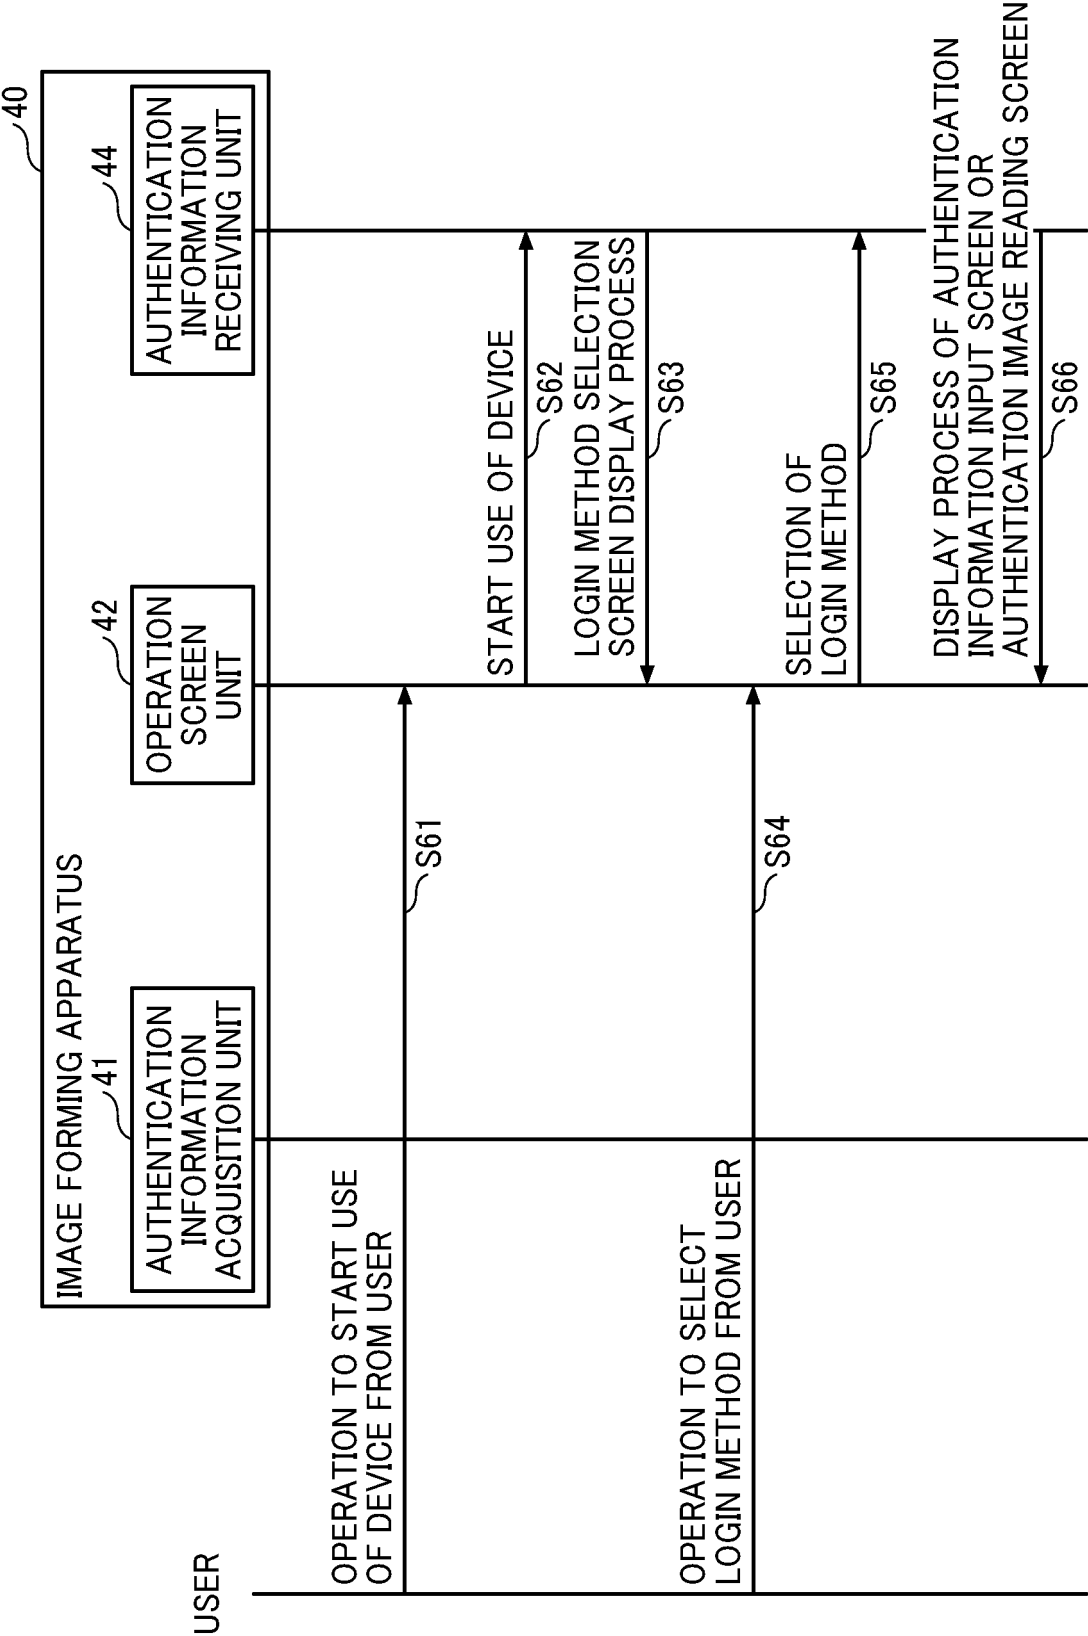 40
IMAGE FORMING APPARATUS
41
42
44
AUTHENTICATION
INFORMATION
ACQUISITION UNIT
OPERATION
SCREEN
UNIT
AUTHENTICATION
INFORMATION
RECEIVING UNIT
USER
OPERATION TO START USE
OF DEVICE FROM USER
S61
START USE OF DEVICE
S62
LOGIN METHOD SELECTION
SCREEN DISPLAY PROCESS
S63
OPERATION TO SELECT
LOGIN METHOD FROM USER
S64
SELECTION OF
LOGIN METHOD
S65
DISPLAY PROCESS OF AUTHENTICATION
INFORMATION INPUT SCREEN OR
AUTHENTICATION IMAGE READING SCREEN
S66